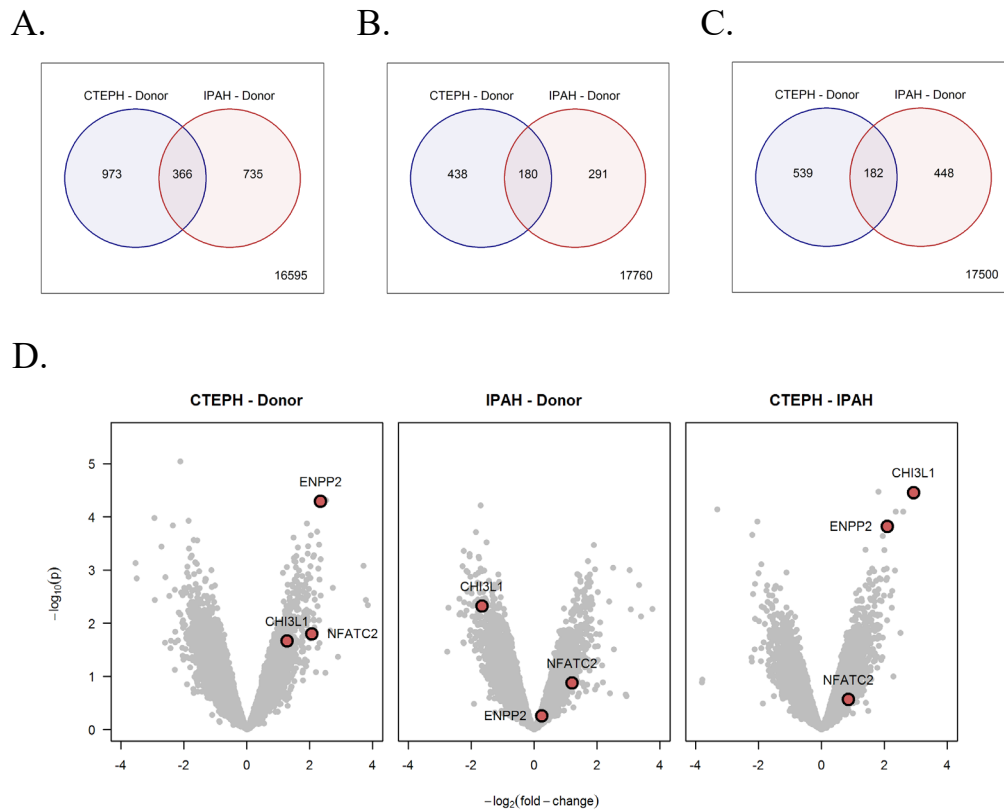 A.
B.
C.
CTEPH - Donor IPAH - Donor
973 366 735
16595
CTEPH - Donor IPAH - Donor
438 180 291
17760
CTEPH - Donor IPAH - Donor
539 182 448
17500
D.
CTEPH - Donor
IPAH - Donor
CTEPH - IPAH
−log10(p)
5
4
3
2
1
0
ENPP2
CHI3L1
NFATC2
-4 -2 0 2 4
CHI3L1
NFATC2
ENPP2
-4 -2 0 2 4
CHI3L1
ENPP2
NFATC2
-4 -2 0 2 4
−log2(fold−change)